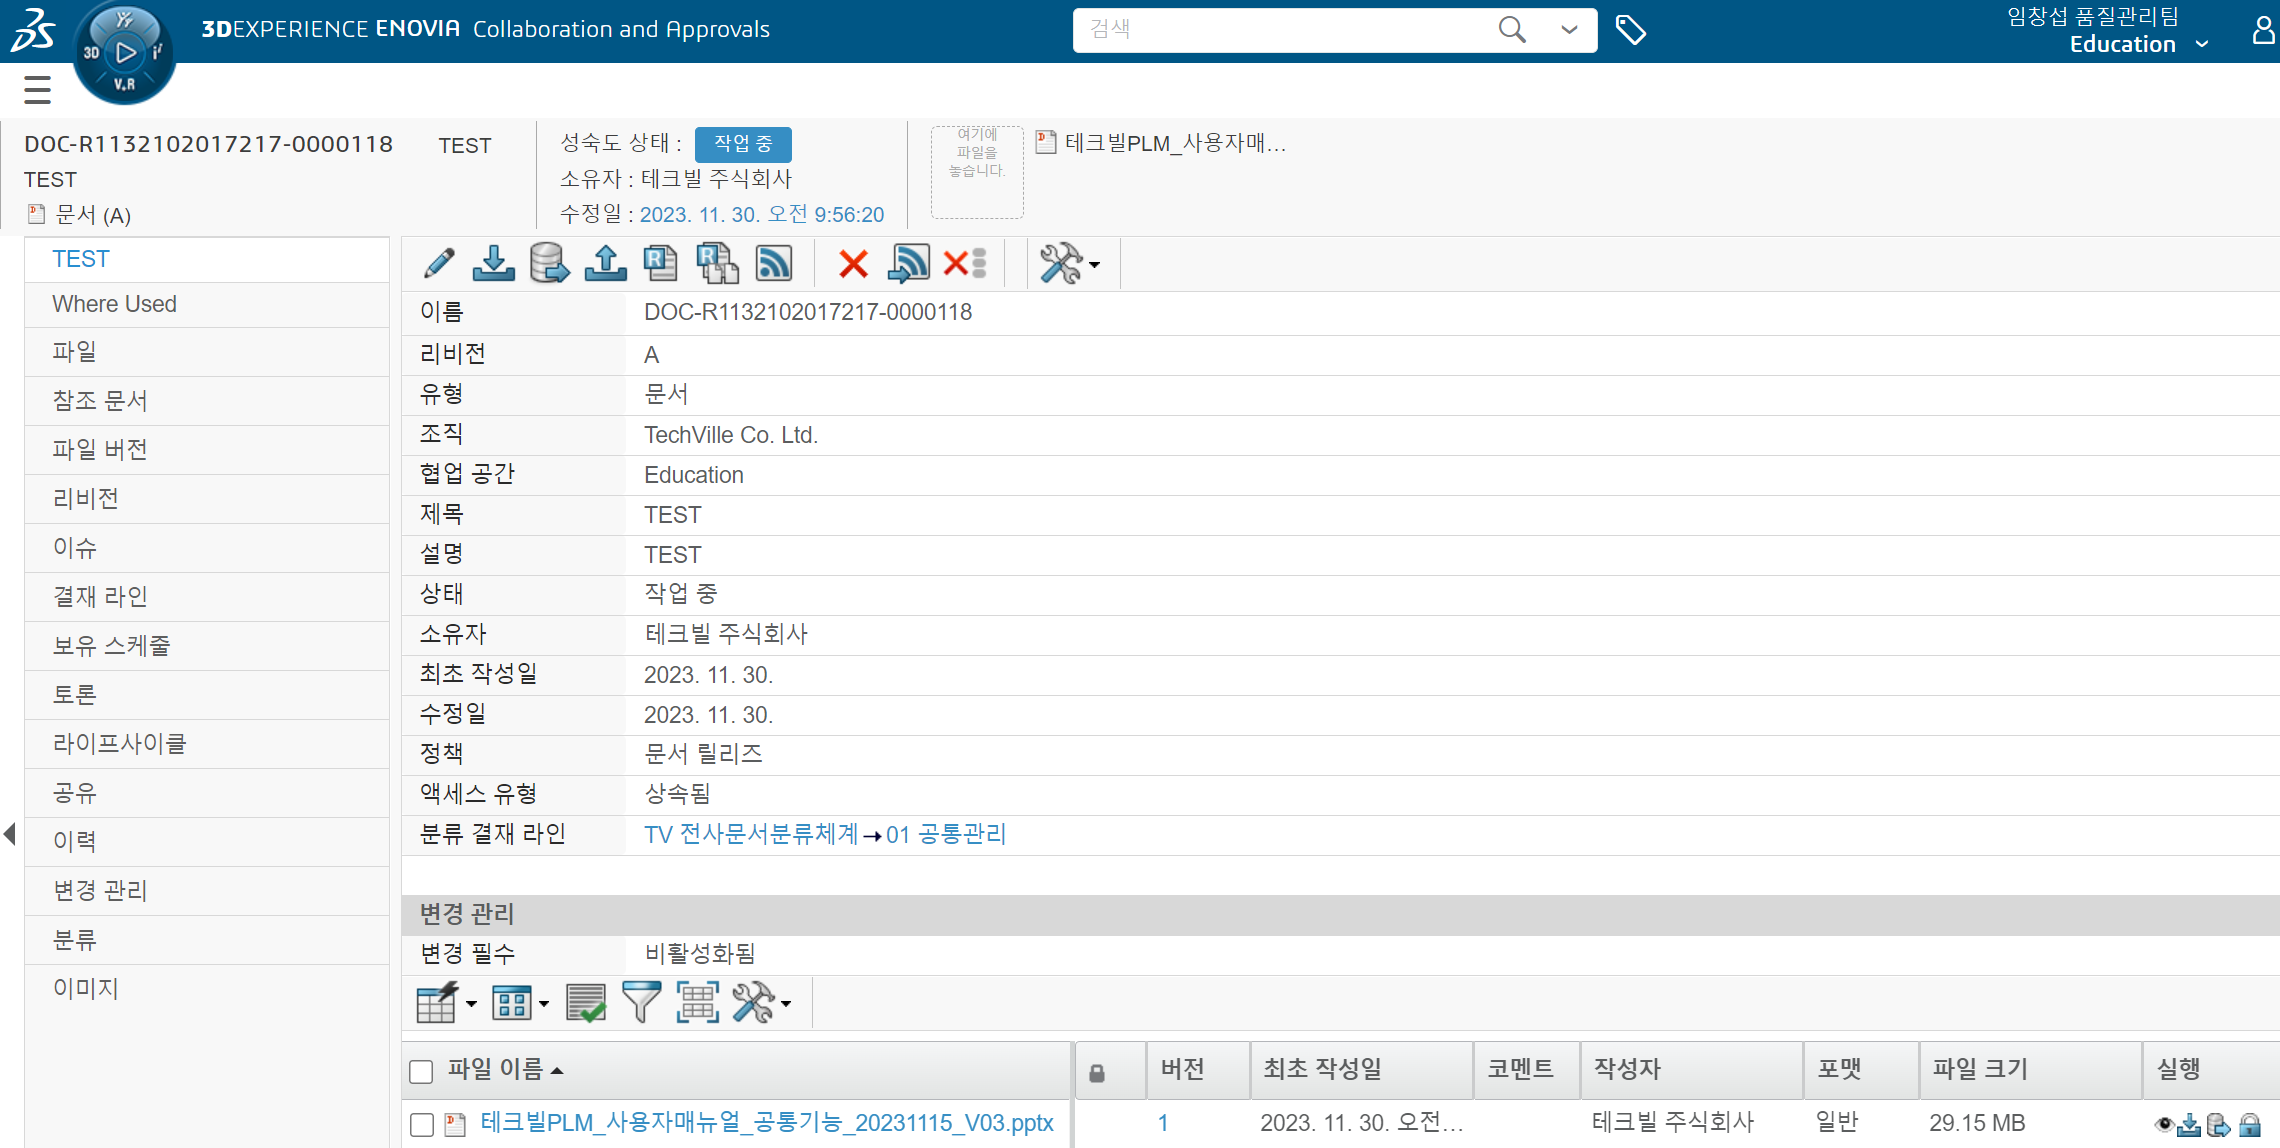 3DEXPERIENCE ENOVIA Collaboration and Approvals
검색
임창섭 품질관리팀
Education
3D
V.R
DOC-R1132102017217-0000118
TEST
TEST
문서 (A)
성숙도 상태 : 작업 중
소유자 : 테크빌 주식회사
수정일 : 2023. 11. 30. 오전 9:56:20
여기에
파일을
놓습니다.
테크빌PLM_사용자매...
TEST
Where Used
파일
참조 문서
파일 버전
리비전
이슈
결재 라인
보유 스케줄
토론
라이프사이클
공유
이력
변경 관리
분류
이미지
이름 DOC-R1132102017217-0000118
리비전 A
유형 문서
조직 TechVille Co. Ltd.
협업 공간 Education
제목 TEST
설명 TEST
상태 작업 중
소유자 테크빌 주식회사
최초 작성일 2023. 11. 30.
수정일 2023. 11. 30.
정책 문서 릴리즈
액세스 유형 상속됨
분류 결재 라인 TV 전사문서분류체계→01 공통관리
변경 관리
변경 필수 비활성화됨
파일 이름 버전 최초 작성일 코멘트 작성자 포맷 파일 크기 실행
테크빌PLM_사용자매뉴얼_공통기능_20231115_V03.pptx 1 2023. 11. 30. 오전... 테크빌 주식회사 일반 29.15 MB